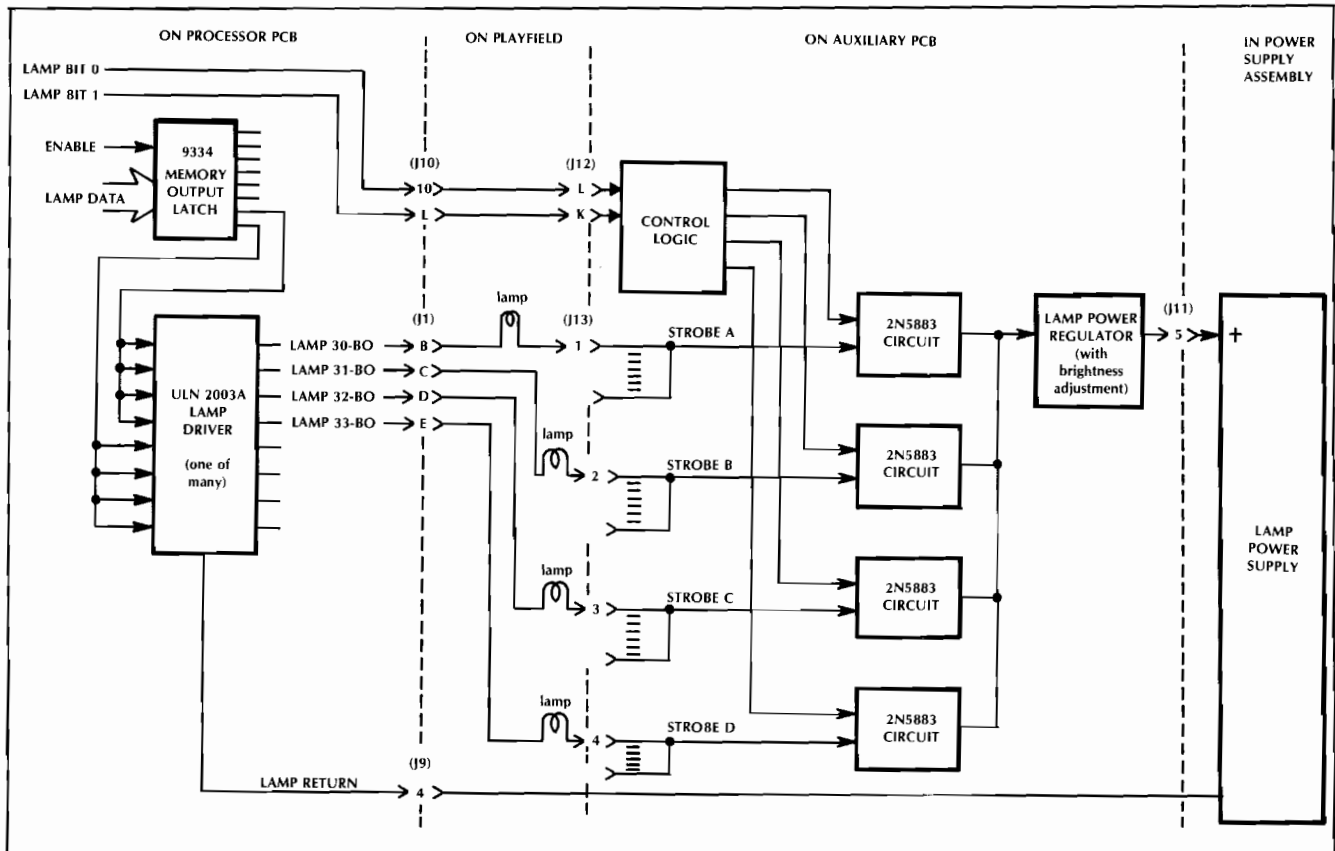 ON PROCESSOR PCB
ON PLAYFIELD
ON AUXILIARY PCB
IN POWER
SUPPLY
ASSEMBLY
LAMP BIT 0
LAMP BIT 1
ENABLE
LAMP DATA
9334
MEMORY
OUTPUT
LATCH
(J10)
10
L
(J12)
L
K
CONTROL
LOGIC
ULN 2003A
LAMP
DRIVER
(one of
many)
LAMP 30-BO
LAMP 31-BO
LAMP 32-BO
LAMP 33-BO
(J1)
B
C
D
E
lamp
(J13)
1
STROBE A
lamp
2
STROBE B
lamp
3
STROBE C
lamp
4
STROBE D
2N5883
CIRCUIT
2N5883
CIRCUIT
2N5883
CIRCUIT
2N5883
CIRCUIT
LAMP POWER
REGULATOR
(with
brightness
adjustment)
(J11)
5
+
LAMP
POWER
SUPPLY
LAMP RETURN
(J9)
4